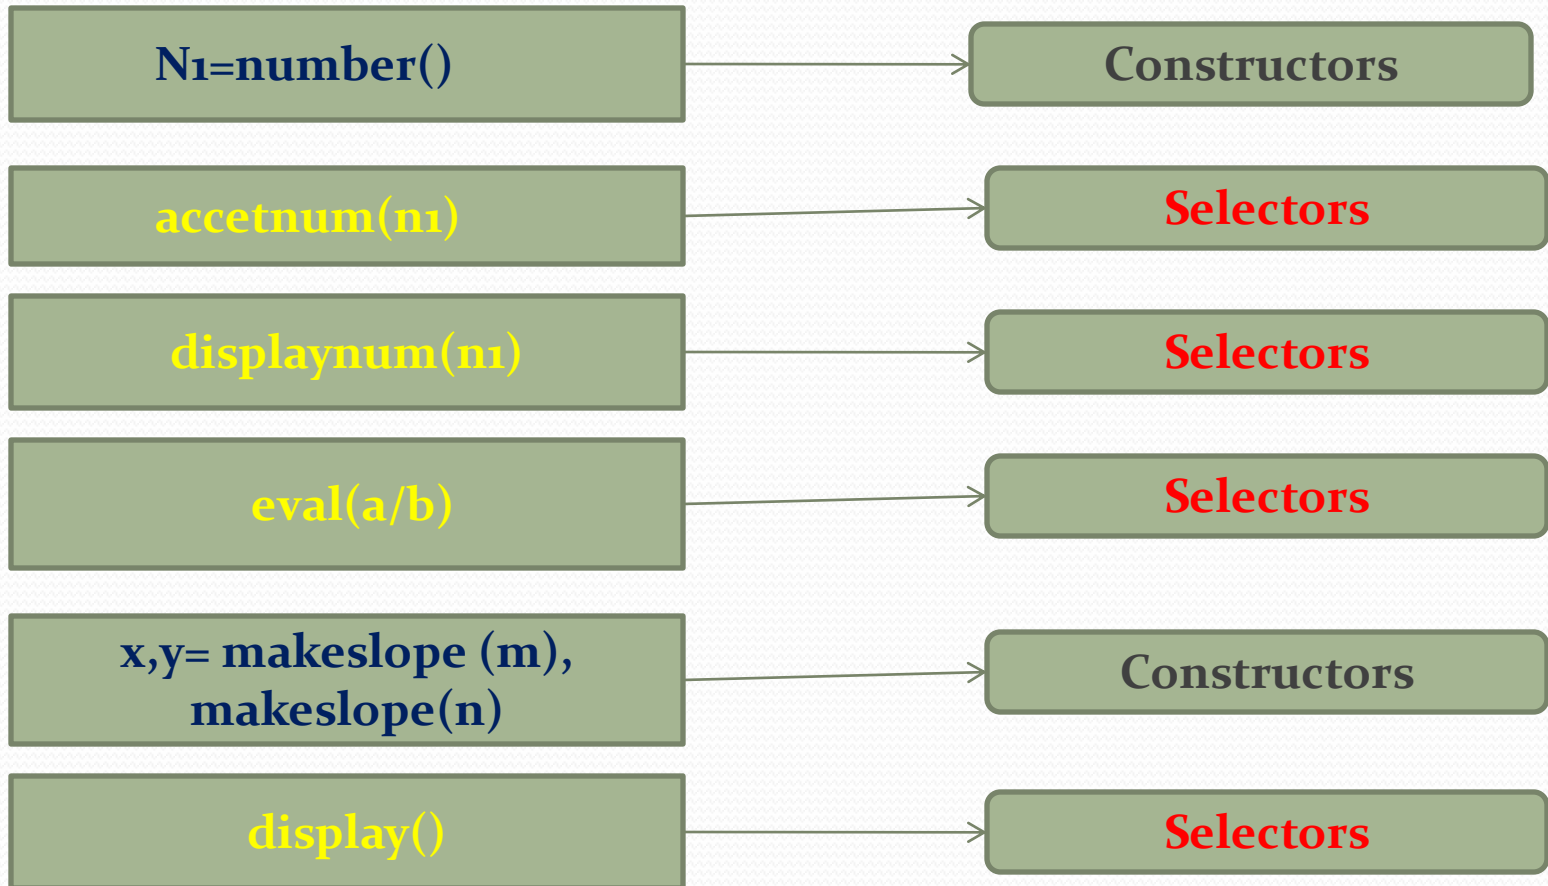 N1=number()
Constructors
accetnum(n1)
Selectors
displaynum(n1)
Selectors
eval(a/b)
Selectors
x,y= makeslope (m),
makeslope(n)
Constructors
display()
Selectors